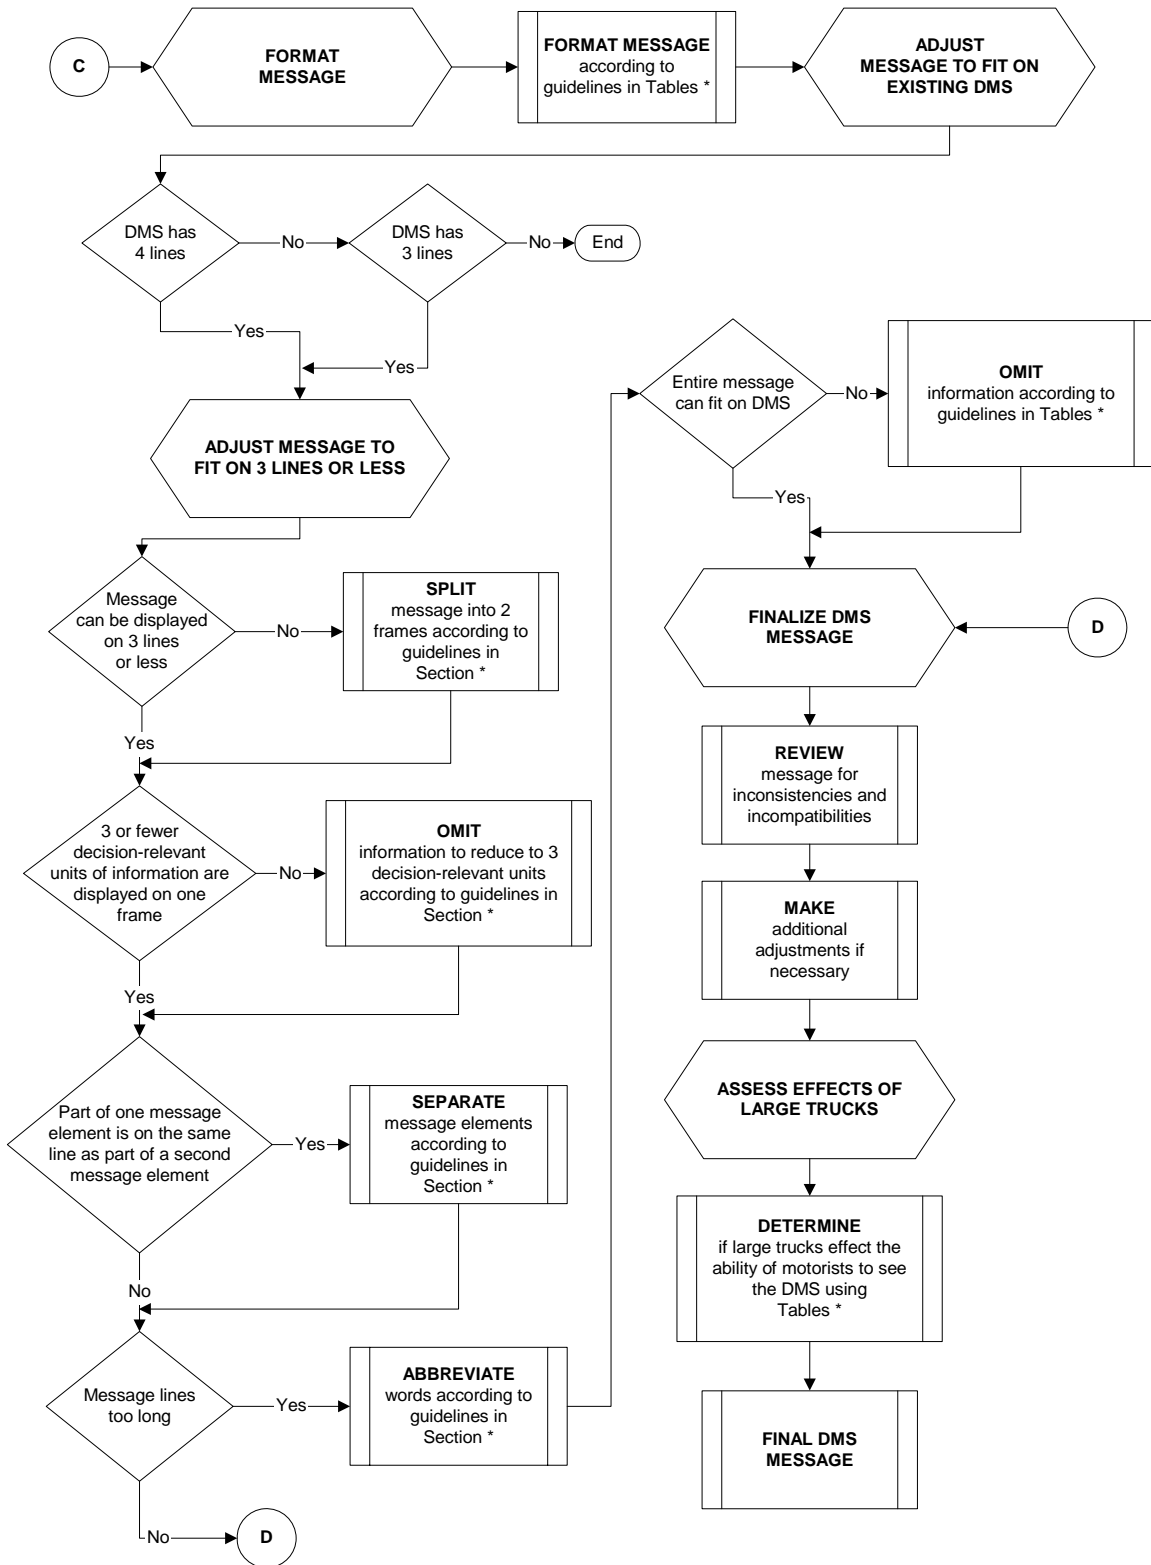 C
FORMAT
MESSAGE
FORMAT MESSAGE
according to
guidelines in Tables *
ADJUST
MESSAGE TO FIT ON
EXISTING DMS
DMS has
4 lines
No
DMS has
3 lines
No
End
Yes
Yes
ADJUST MESSAGE TO
FIT ON 3 LINES OR LESS
Message
can be displayed
on 3 lines
or less
No
SPLIT
message into 2
frames according to
guidelines in
Section *
Yes
3 or fewer
decision-relevant
units of information are
displayed on one
frame
No
OMIT
information to reduce to 3
decision-relevant units
according to guidelines in
Section *
Yes
Part of one message
element is on the same
line as part of a second
message element
Yes
SEPARATE
message elements
according to
guidelines in
Section *
No
Message lines
too long
Yes
ABBREVIATE
words according to
guidelines in
Section *
No
D
Entire message
can fit on DMS
No
OMIT
information according to
guidelines in Tables *
Yes
FINALIZE DMS
MESSAGE
D
REVIEW
message for
inconsistencies and
incompatibilities
MAKE
additional
adjustments if
necessary
ASSESS EFFECTS OF
LARGE TRUCKS
DETERMINE
if large trucks effect the
ability of motorists to see
the DMS using
Tables *
FINAL DMS
MESSAGE